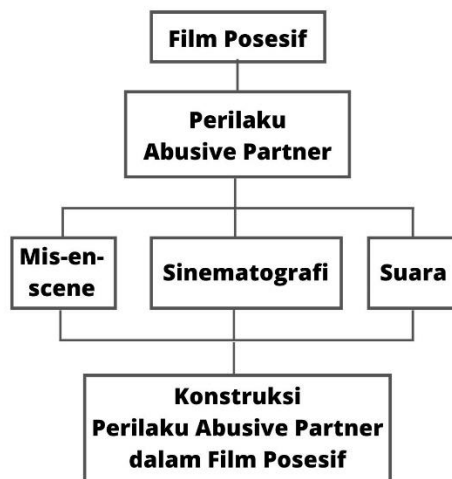 Film Posesif
Perilaku
Abusive Partner
Mis-en-
scene
Sinematografi
Suara
Konstruksi
Perilaku Abusive Partner
dalam Film Posesif